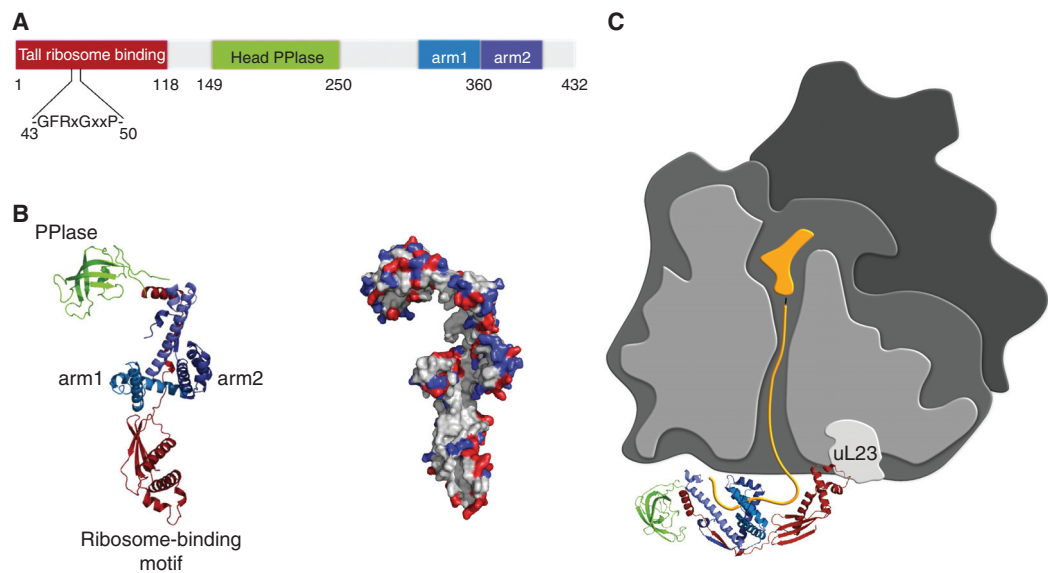 A
Tall ribosome binding
Head PPlase
arm1
arm2
1
118
149
250
360
432
-GFRxGxxP-
43
50
B
PPlase
arm1
arm2
Ribosome-binding
motif
C
uL23